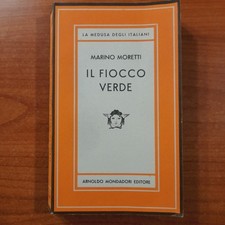 LA MEDUSA DEGLI ITALIANI
MARINO MORETTI
IL FIOCCO
VERDE
ARNOLDO MONDADORI EDITORE